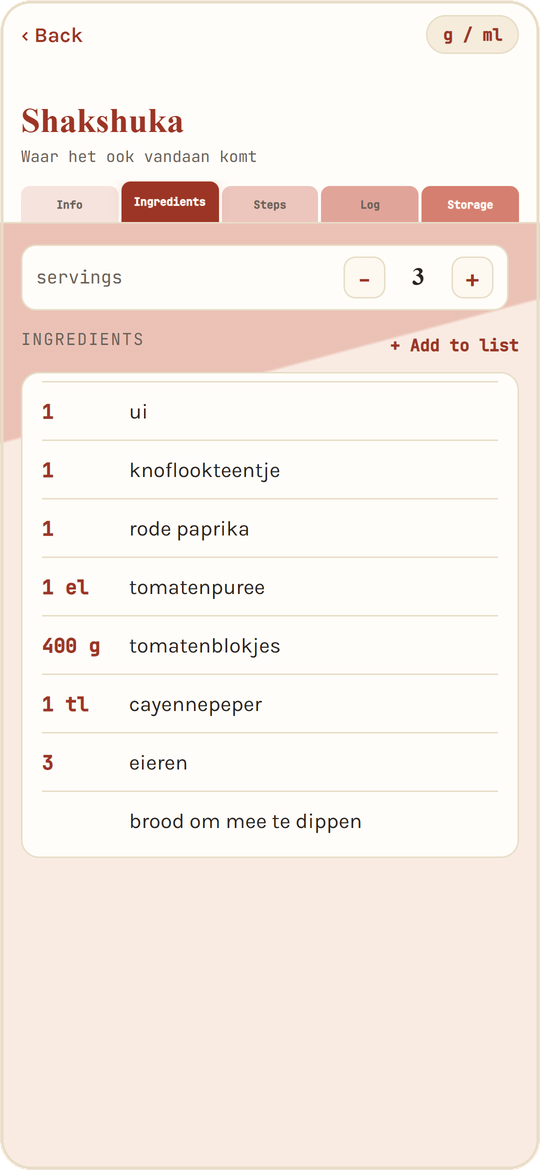 ‹ Back
g / ml
Shakshuka
Waar het ook vandaan komt
Info
Ingredients
Steps
Log
Storage
servings
–
3
+
INGREDIENTS
+ Add to list
1 ui
1 knoflookteentje
1 rode paprika
1 el tomatenpuree
400 g tomatenblokjes
1 tl cayennepeper
3 eieren
brood om mee te dippen